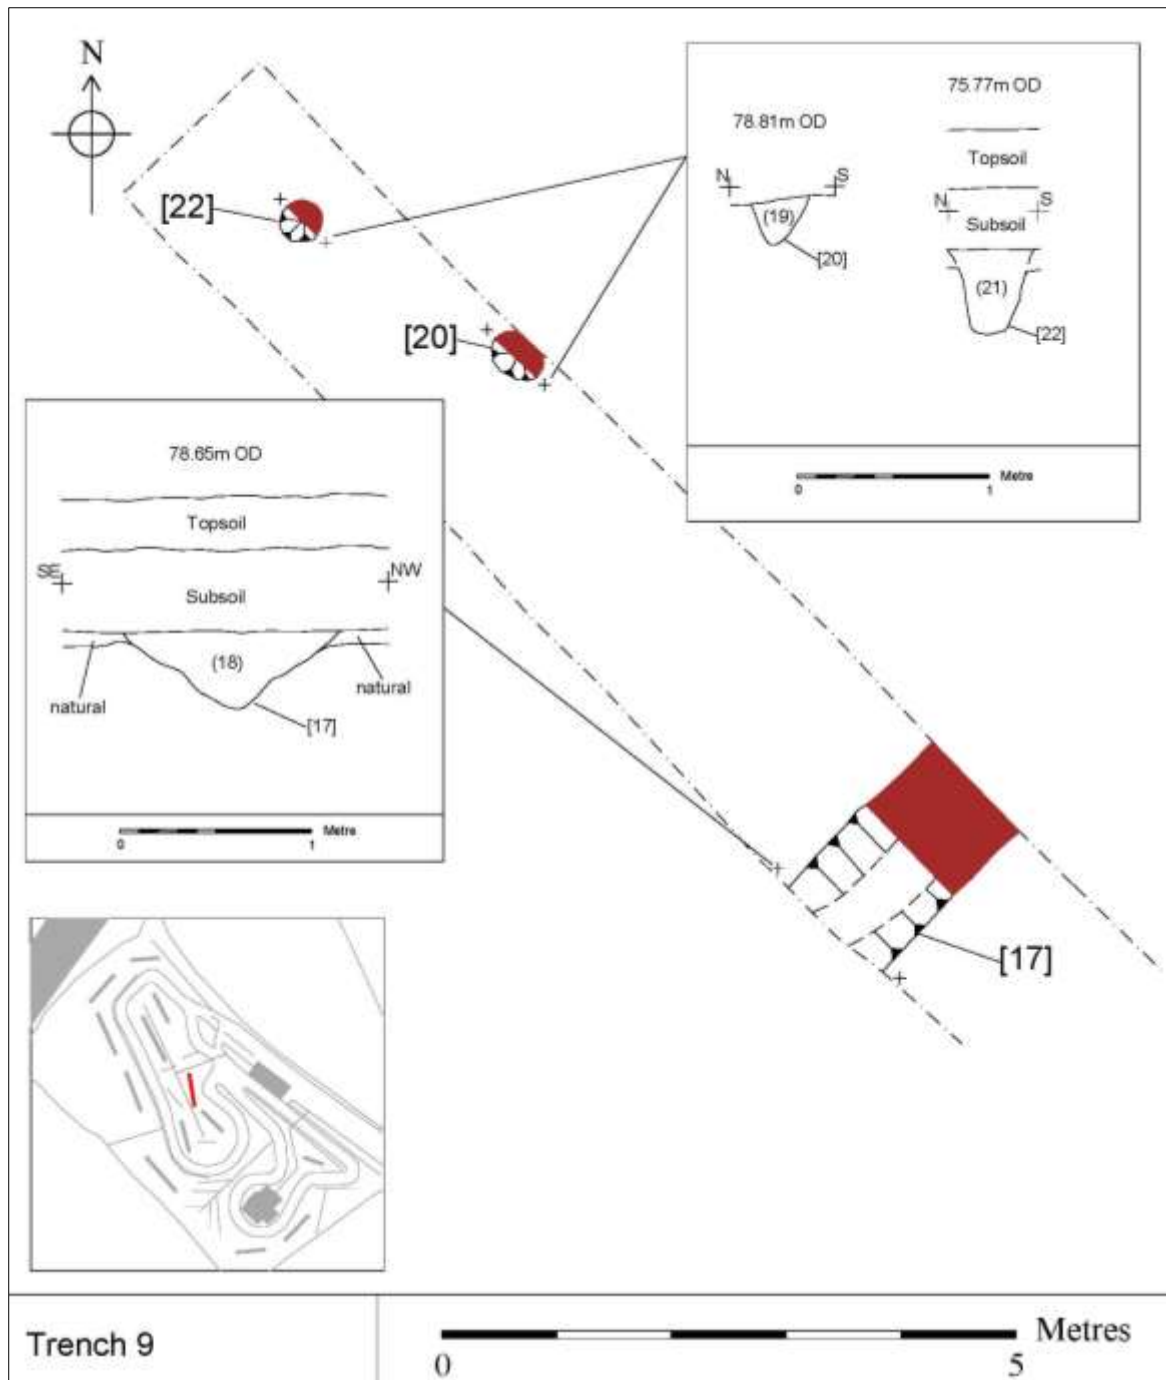 N
[22]
[20]
75.77m OD
78.81m OD
Topsoil
N S
N S
Subsoil
(19)
[20]
(21)
[22]
Metre
0 1
78.65m OD
Topsoil
SE NW
Subsoil
(18)
natural natural
[17]
Metre
0 1
[17]
Trench 9
Metres
0 5